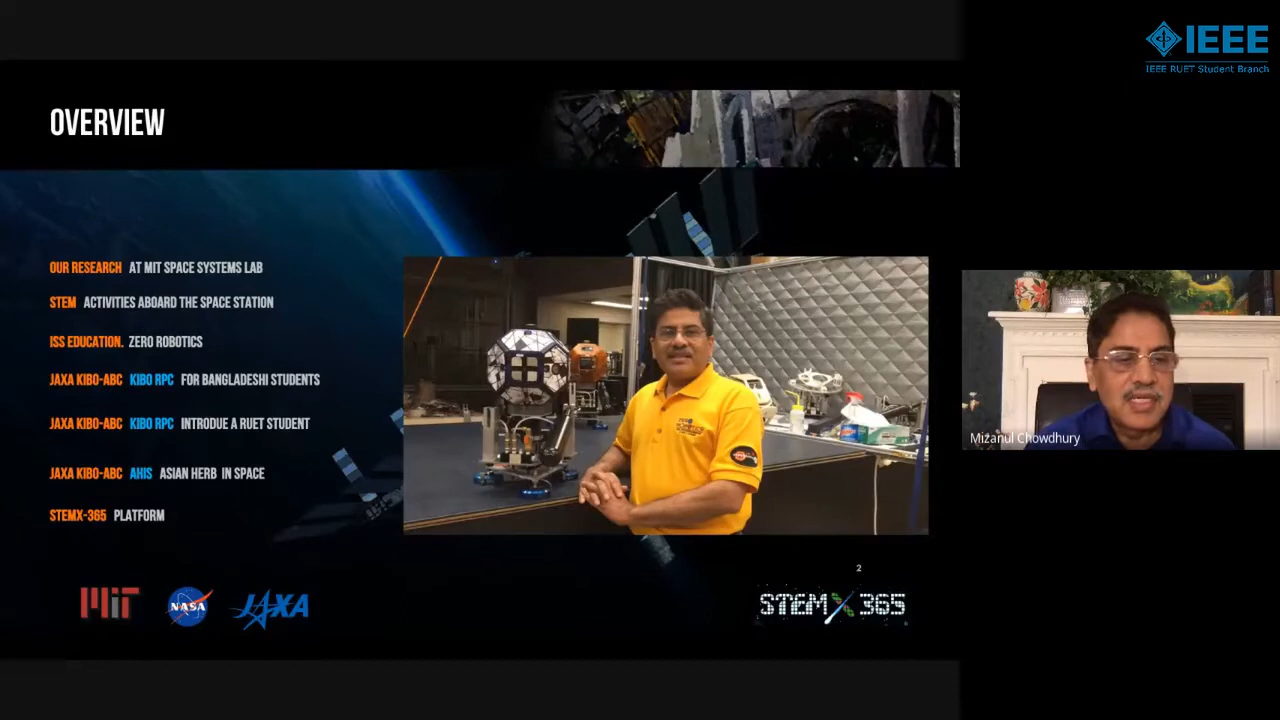 IEEE
IEEE RUET Student Branch
OVERVIEW
OUR RESEARCH AT MIT SPACE SYSTEMS LAB
STEM ACTIVITIES ABOARD THE SPACE STATION
ISS EDUCATION. ZERO ROBOTICS
JAXA KIBO-ABC KIBO RPC FOR BANGLADESHI STUDENTS
JAXA KIBO-ABC KIBO RPC INTRODUE A RUET STUDENT
JAXA KIBO-ABC AHIS ASIAN HERB IN SPACE
STEMX-365 PLATFORM
Mizanul Chowdhury
2
MIT
NASA
JAXA
STEMX365